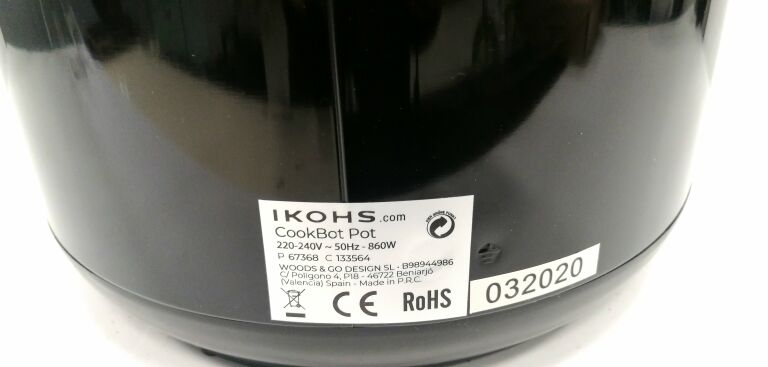 IKOHS.com
CookBot Pot
220-240V ~ 50Hz - 860W
P 67368 C 133564
WOODS & GO DESIGN SL - B98944986
C/ Poligono 4, P18 - 46722 Beniarjó
(Valencia) Spain - Made in P.R.C.
CE RoHS
032020